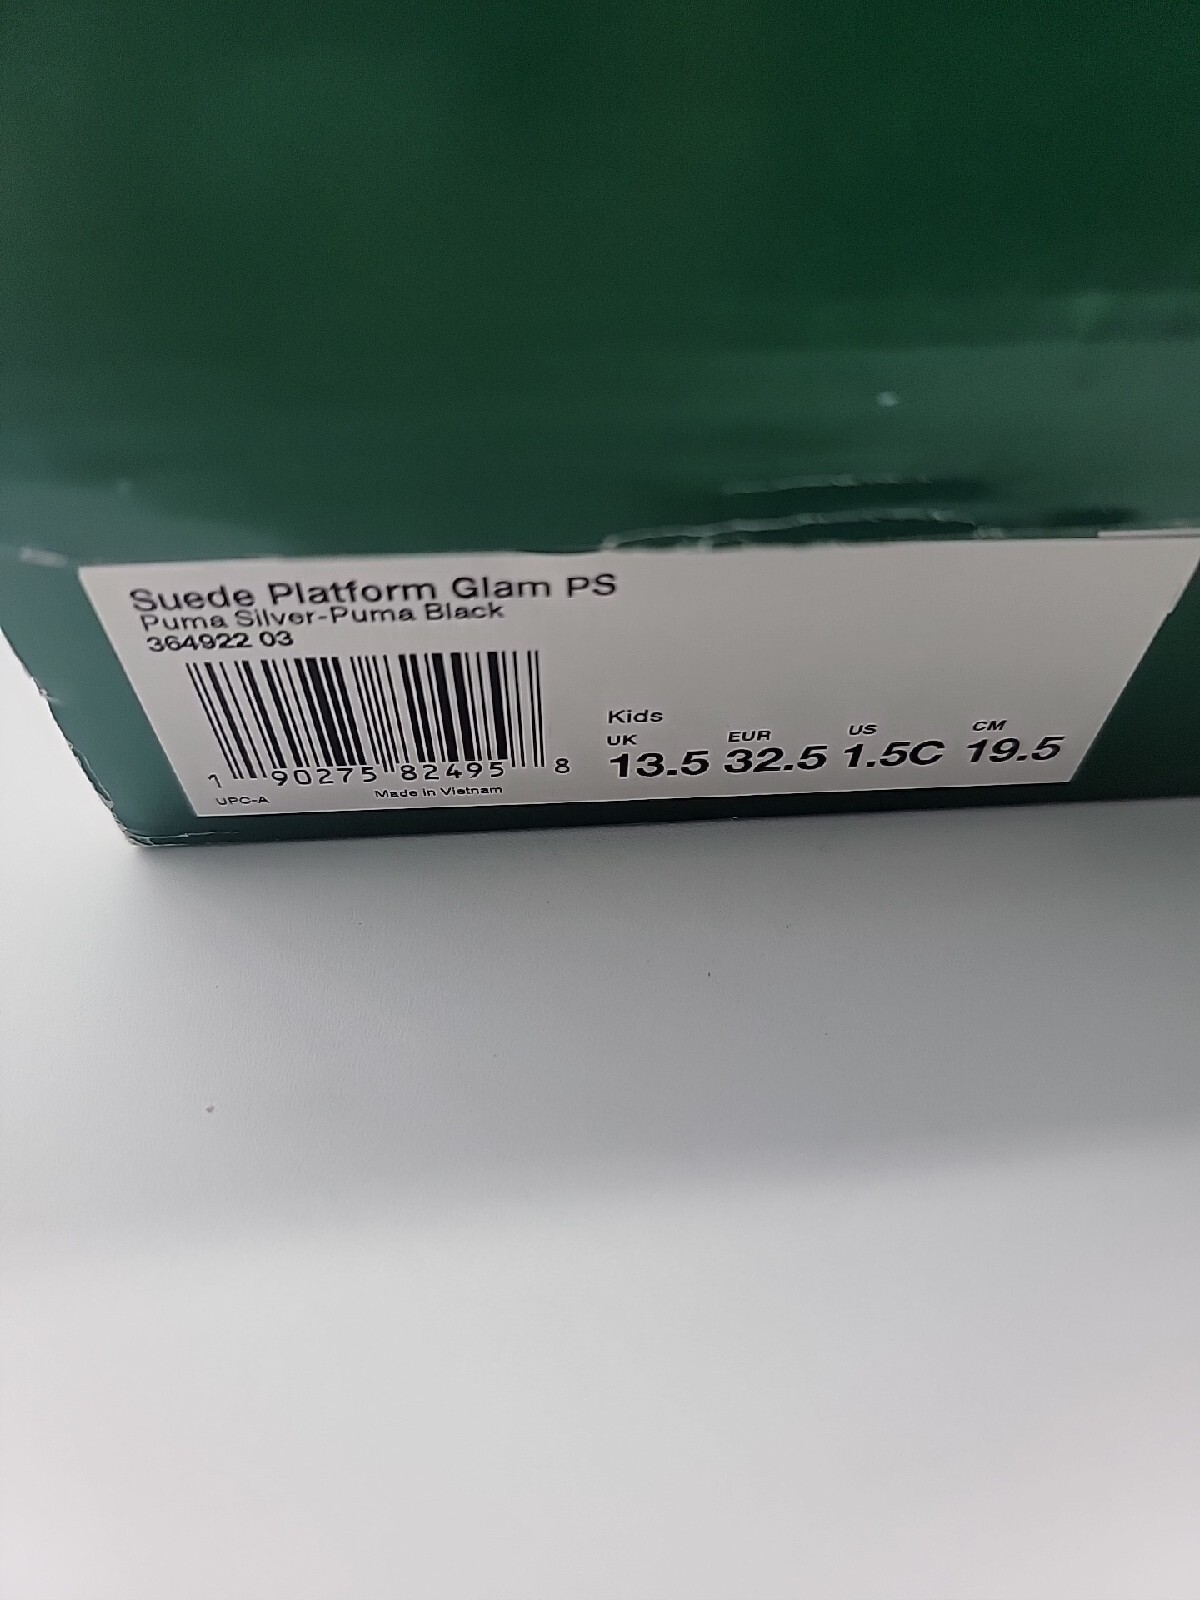 Suede Platform Glam PS
Puma Silver-Puma Black
364922 03
1 90275 82495 8
UPC-A
Made in Vietnam
Kids
UK EUR US CM
13.5 32.5 1.5C 19.5